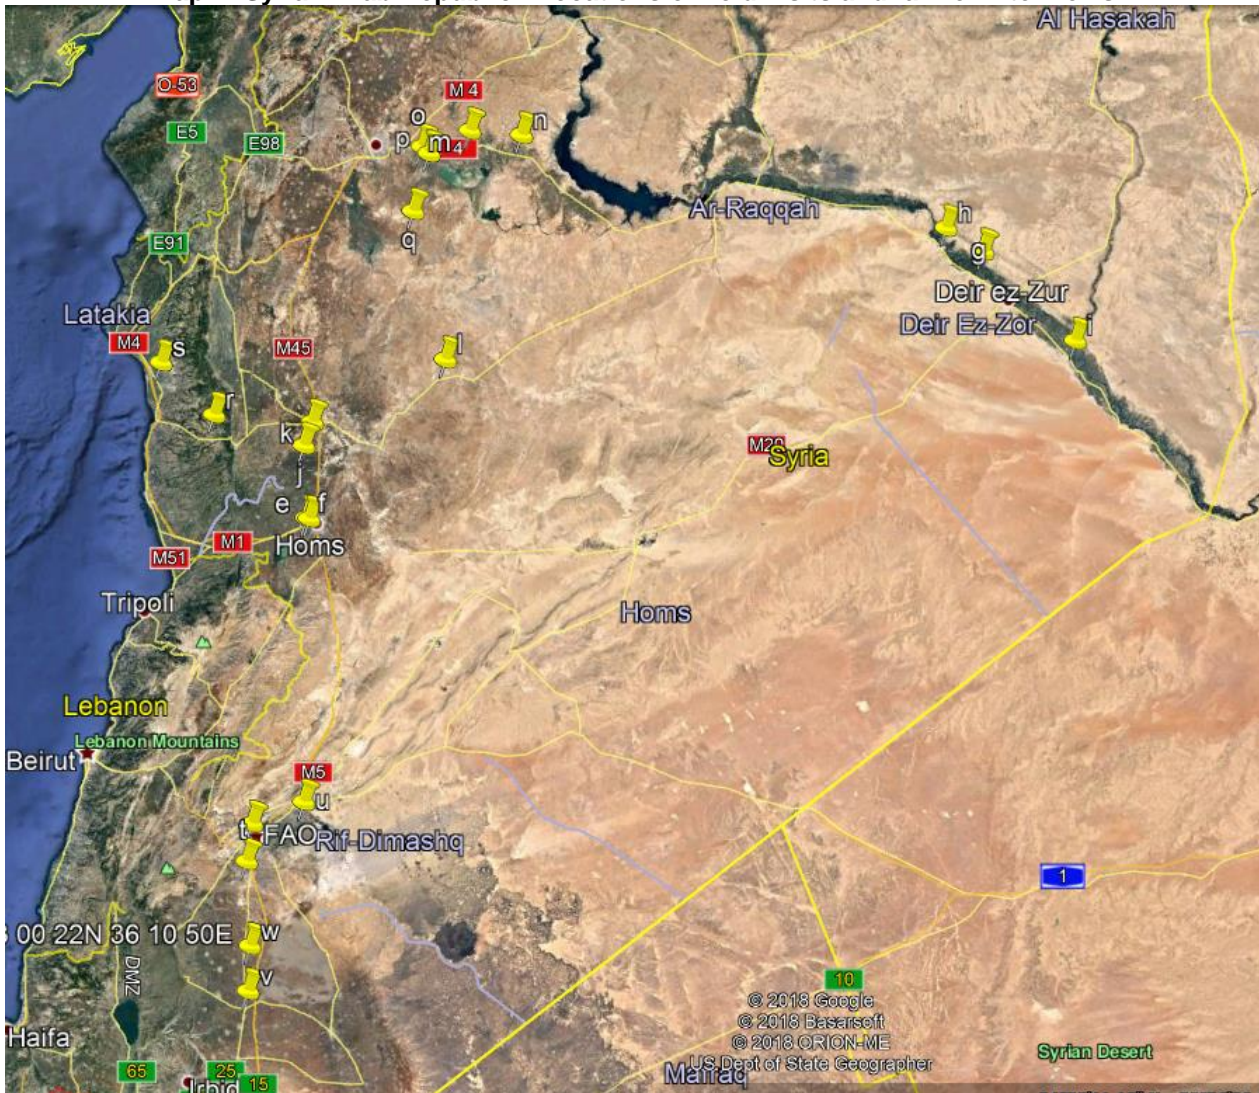 Al Hasakah
O-53
M 4
E5
o
n
E98
p
m
4
Ar-Raqqah
h
q
E91
g
Deir ez-Zur
Latakia
Deir Ez-Zor
M4
s
M45
l
i
r
k
M20
Syria
j
e
f
M1
Homs
M51
Tripoli
Homs
Lebanon
Lebanon Mountains
Beirut
M5
u
t
FAO
Rif-Dimashq
1
00 22N 36 10 50E
w
DMZ
v
10
© 2018 Google
© 2018 Basarsoft
© 2018 ORION-ME
US Dept of State Geographer
Haifa
Syrian Desert
65
25
Mafraq
Irbid
15